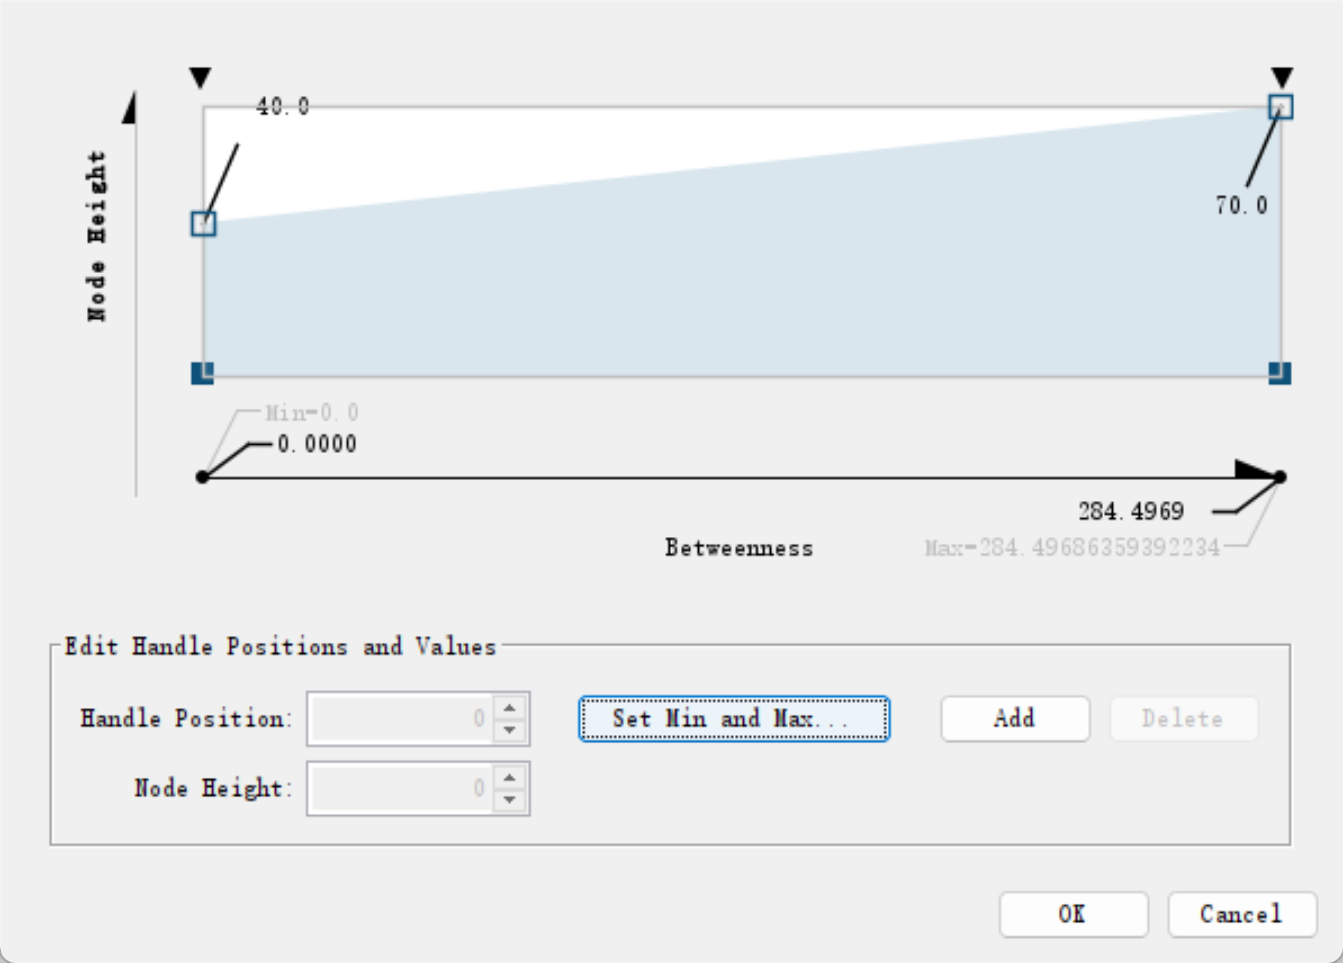 40.0
Node Height
70.0
Min=0.0
0.0000
284.4969
Betweenness
Max=284.49686359392234
Edit Handle Positions and Values
Handle Position: 0
Set Min and Max...
Add
Delete
Node Height: 0
OK
Cancel